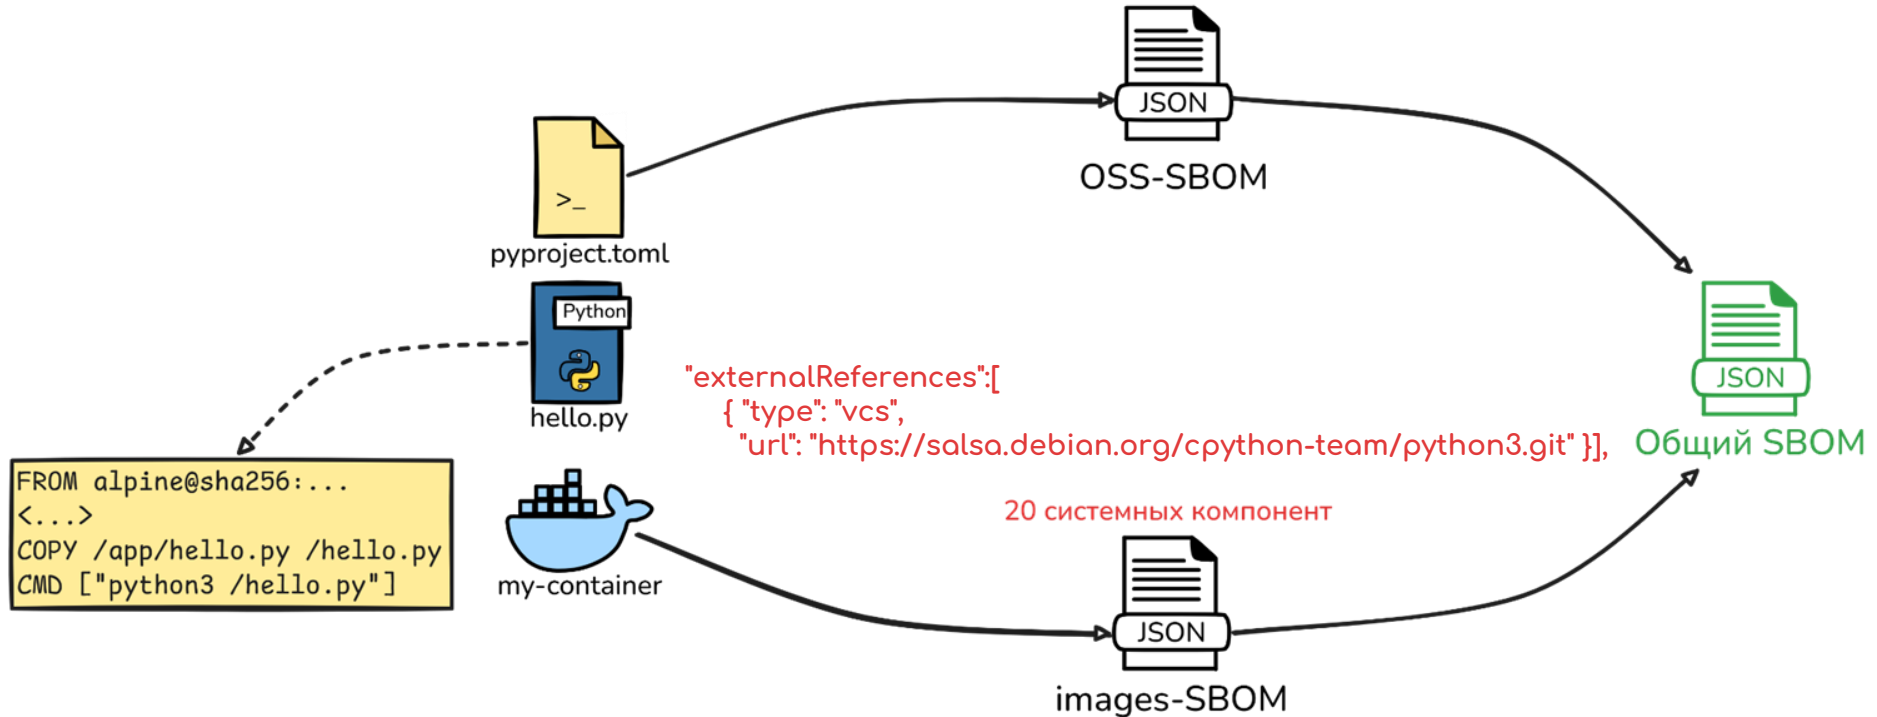 JSON
OSS-SBOM
>_
pyproject.toml
Python
hello.py
"externalReferences":[
{ "type": "vcs",
"url": "https://salsa.debian.org/cpython-team/python3.git" }],
JSON
Общий SBOM
FROM alpine@sha256:...
<...>
COPY /app/hello.py /hello.py
CMD ["python3 /hello.py"]
my-container
20 системных компонент
JSON
images-SBOM